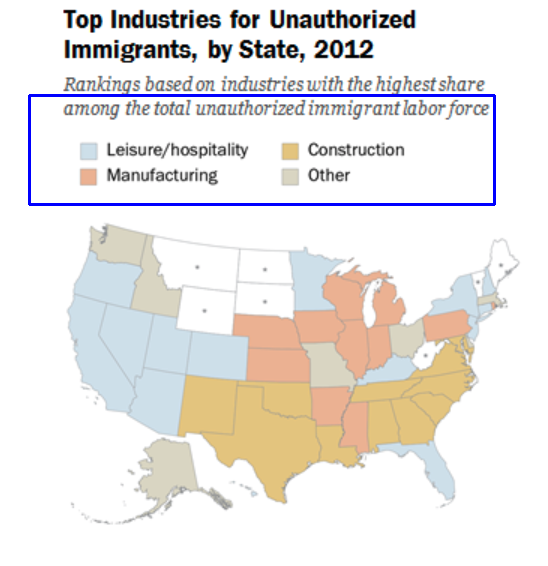 Top Industries for Unauthorized
Immigrants, by State, 2012
Rankings based on industries with the highest share
among the total unauthorized immigrant labor force
Leisure/hospitality Construction
Manufacturing Other